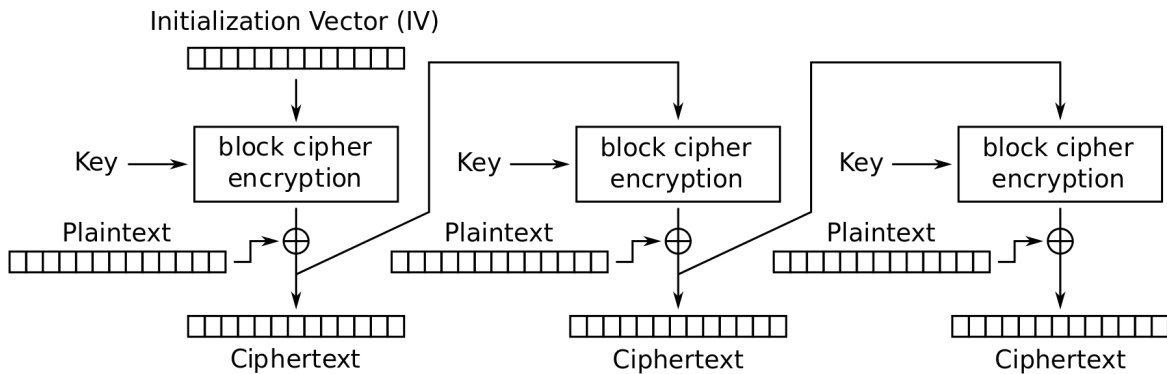 Initialization Vector (IV)
Key
block cipher
encryption
Key
block cipher
encryption
Key
block cipher
encryption
Plaintext
Plaintext
Plaintext
Ciphertext
Ciphertext
Ciphertext